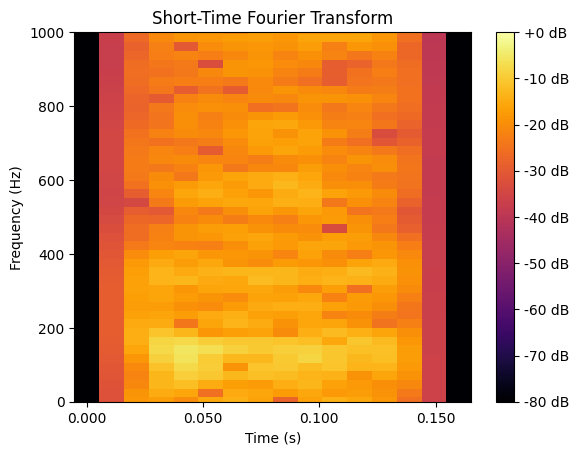 Short-Time Fourier Transform
1000
800
600
400
200
0
Frequency (Hz)
0.000
0.050
0.100
0.150
Time (s)
+0 dB
-10 dB
-20 dB
-30 dB
-40 dB
-50 dB
-60 dB
-70 dB
-80 dB